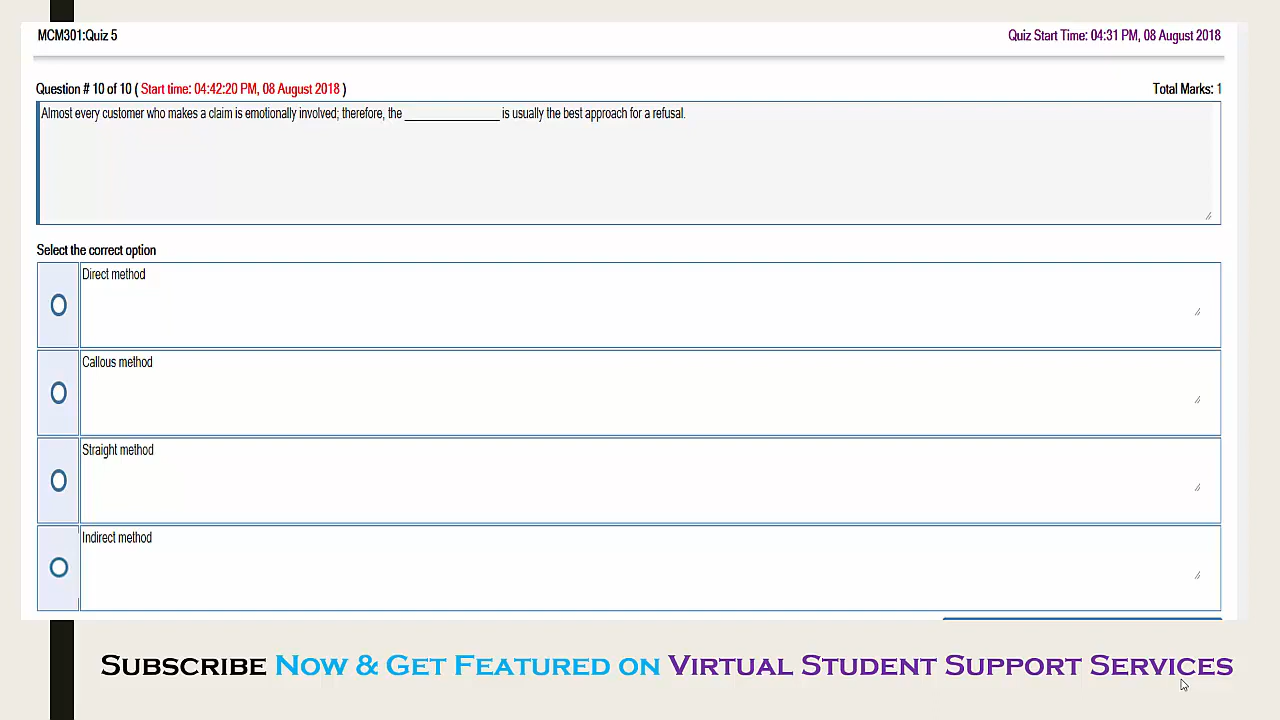 MCM301:Quiz 5
Quiz Start Time: 04:31 PM, 08 August 2018
Question # 10 of 10 ( Start time: 04:42:20 PM, 08 August 2018 )
Total Marks: 1
Almost every customer who makes a claim is emotionally involved; therefore, the ________________ is usually the best approach for a refusal.
Select the correct option
Direct method
Callous method
Straight method
Indirect method
Subscribe Now & Get Featured on Virtual Student Support Services